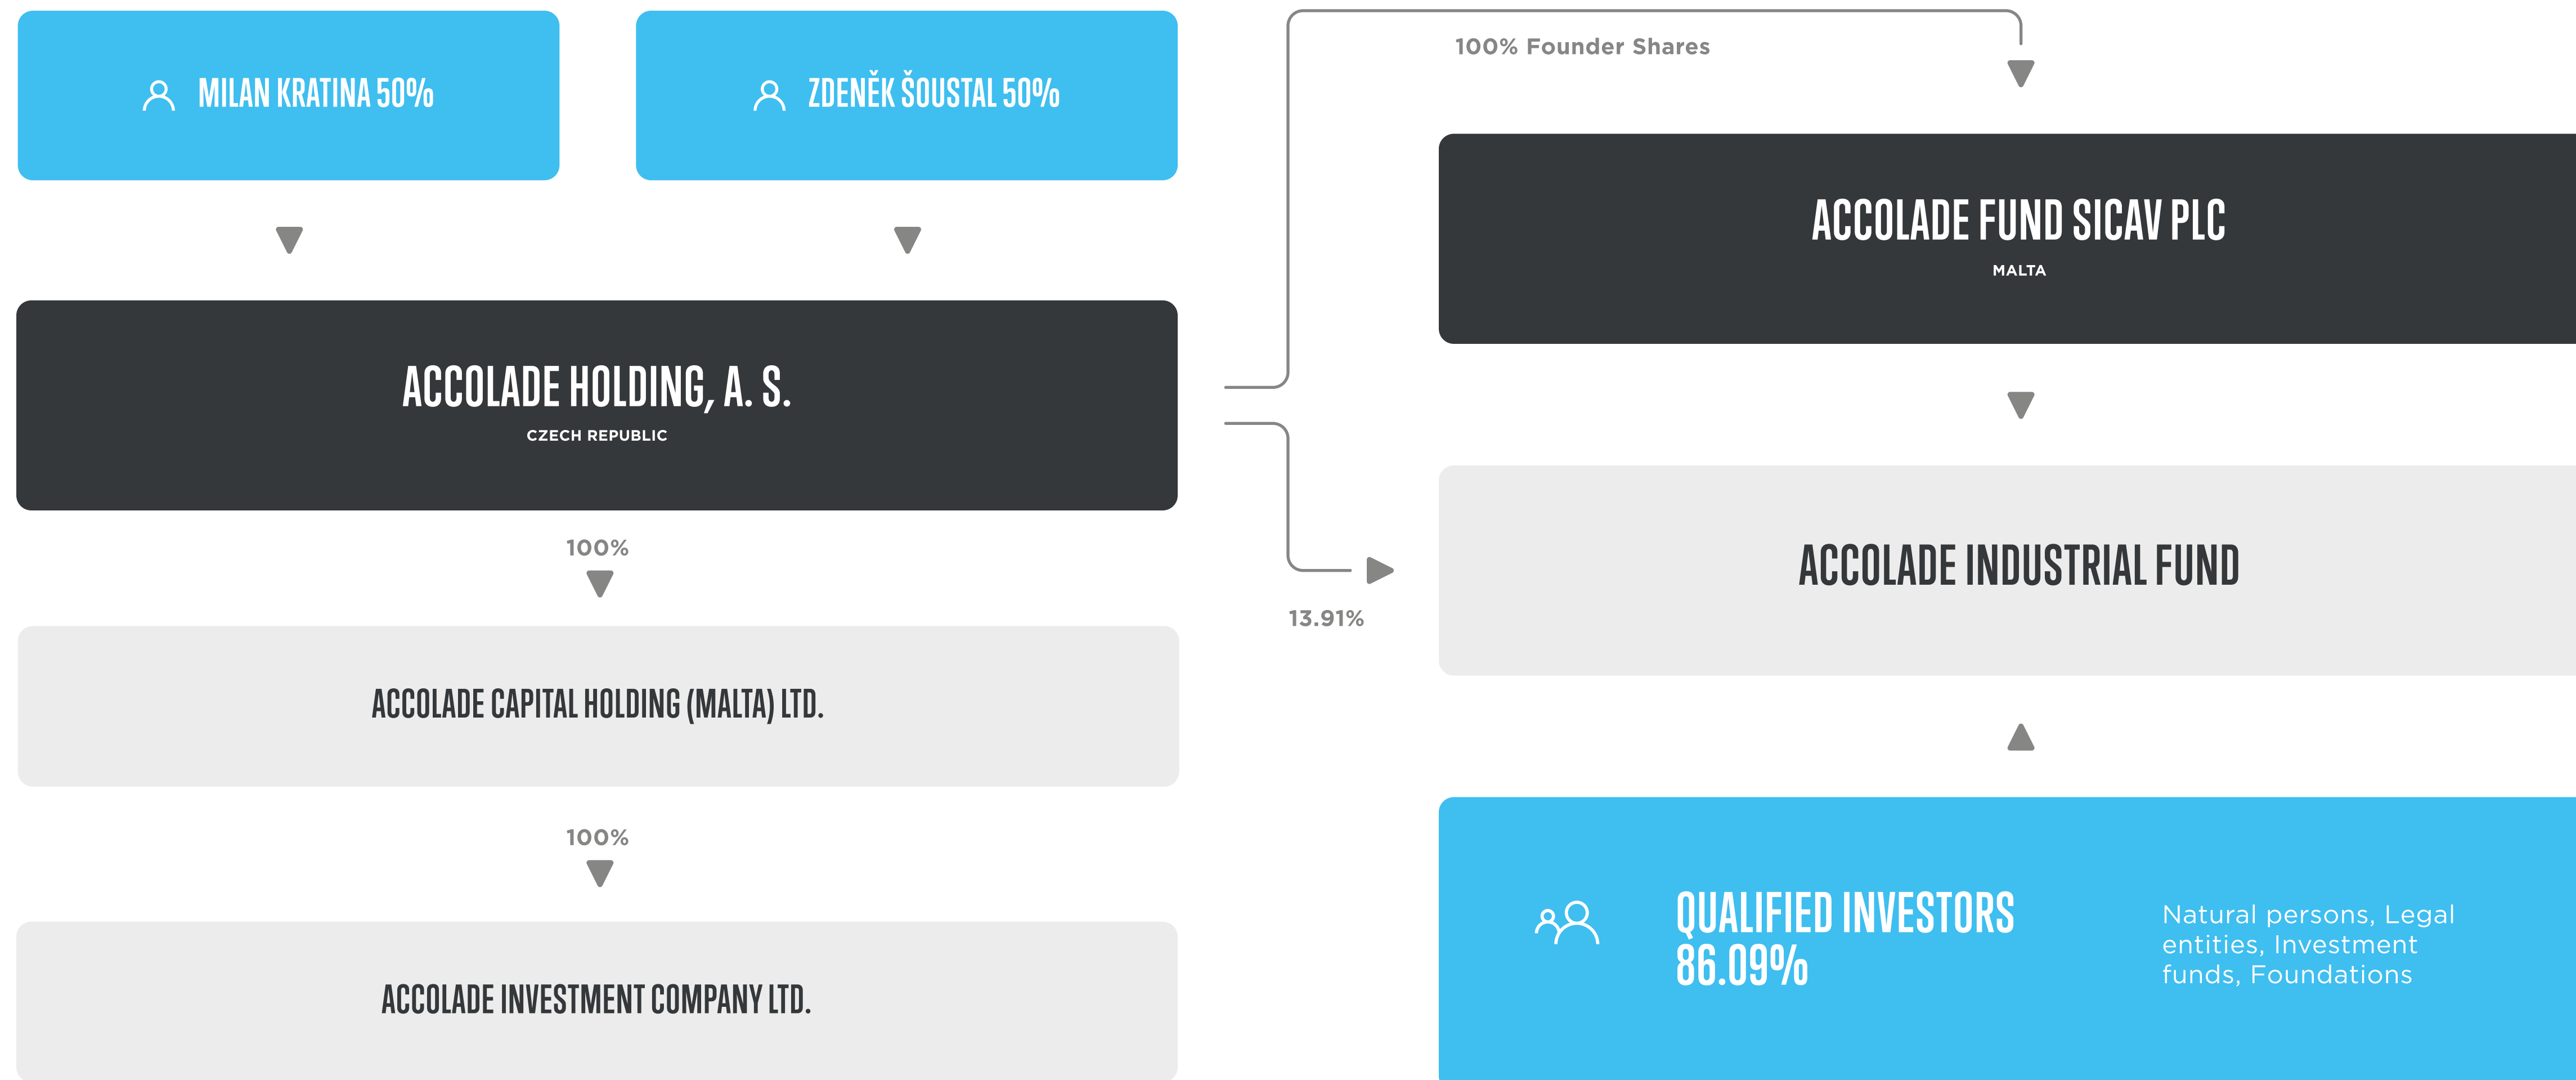 MILAN KRATINA 50%
ZDENĚK ŠOUSTAL 50%
ACCOLADE HOLDING, A. S.
CZECH REPUBLIC
100%
ACCOLADE CAPITAL HOLDING (MALTA) LTD.
100%
ACCOLADE INVESTMENT COMPANY LTD.
100% Founder Shares
13.91%
ACCOLADE FUND SICAV PLC
MALTA
ACCOLADE INDUSTRIAL FUND
QUALIFIED INVESTORS
86.09%
Natural persons, Legal
entities, Investment
funds, Foundations